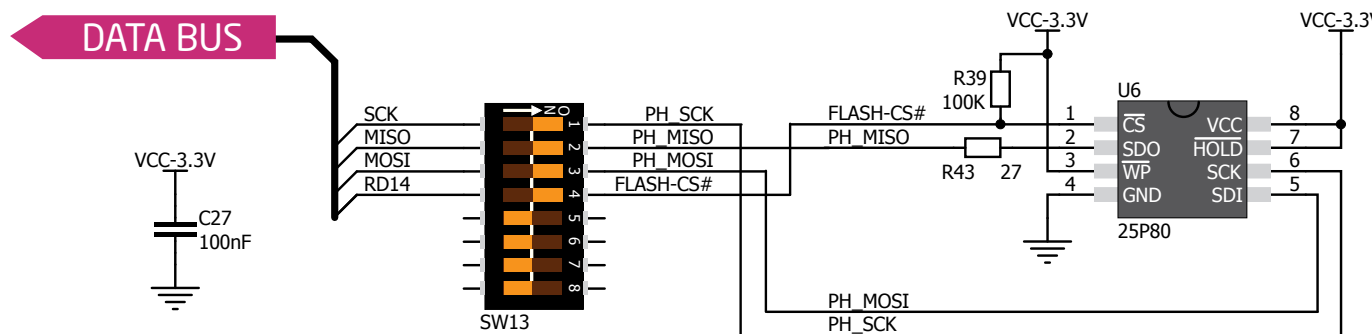 DATA BUS
VCC-3.3V
VCC-3.3V
R39
100K
U6
SCK
PH_SCK
FLASH-CS#
1
CS
VCC
8
MISO
PH_MISO
PH_MISO
2
SDO
HOLD
7
MOSI
PH_MOSI
R43
27
3
WP
SCK
6
RD14
FLASH-CS#
4
GND
SDI
5
25P80
ON
1
2
3
4
5
6
7
8
SW13
VCC-3.3V
C27
100nF
PH_MOSI
PH_SCK